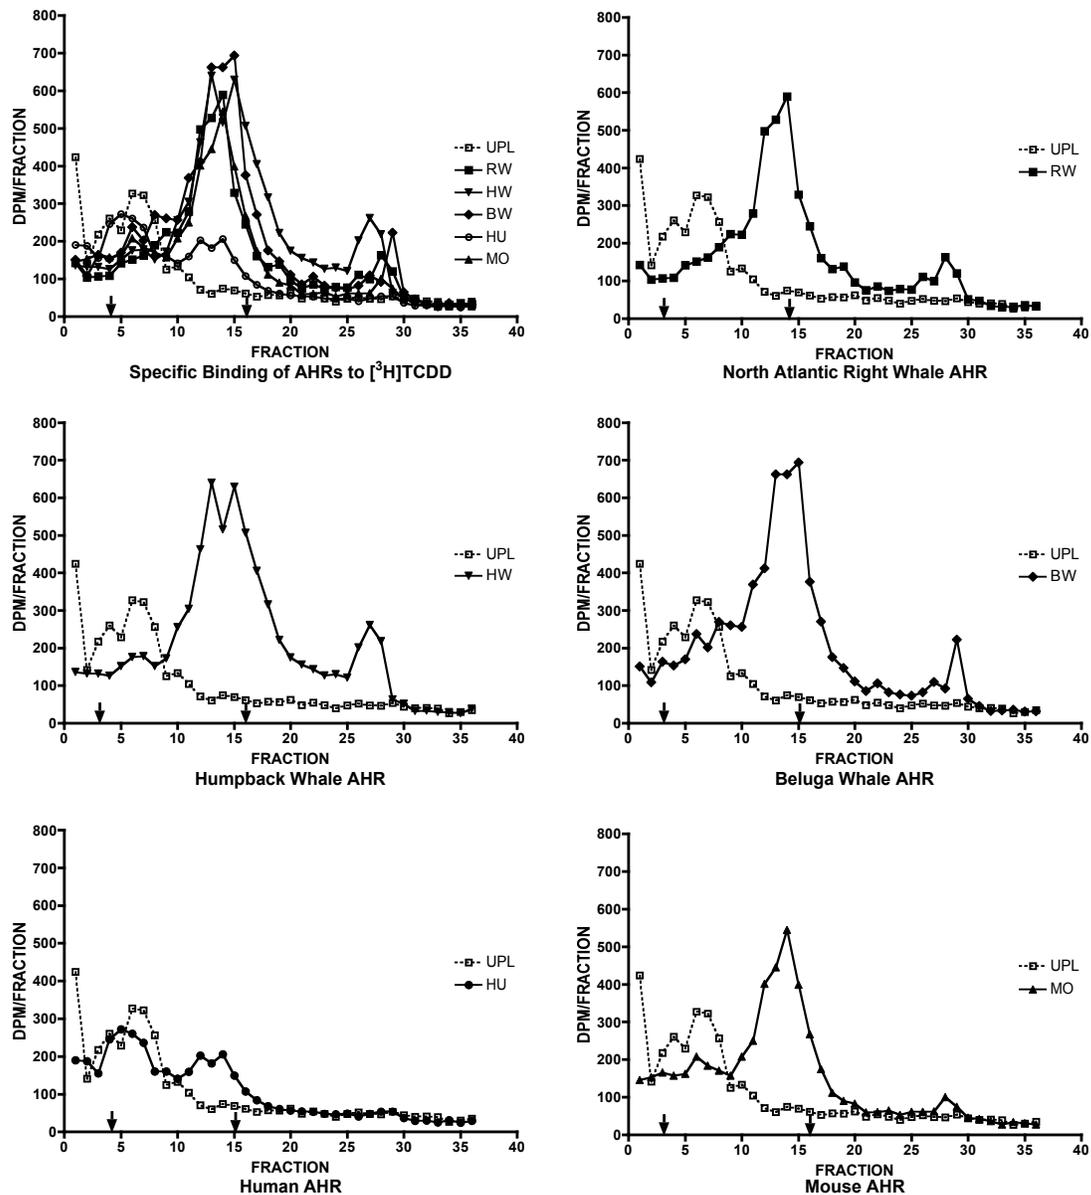 800
700
600
500
400
300
200
100
0
DPM/FRACTION
0 5 10 15 20 25 30 35 40
FRACTION
UPL
RW
HW
BW
HU
MO
Specific Binding of AHRs to [³H]TCDD
800
700
600
500
400
300
200
100
0
DPM/FRACTION
0 5 10 15 20 25 30 35 40
FRACTION
UPL
RW
North Atlantic Right Whale AHR
800
700
600
500
400
300
200
100
0
DPM/FRACTION
0 5 10 15 20 25 30 35 40
FRACTION
UPL
HW
Humpback Whale AHR
800
700
600
500
400
300
200
100
0
DPM/FRACTION
0 5 10 15 20 25 30 35 40
FRACTION
UPL
BW
Beluga Whale AHR
800
700
600
500
400
300
200
100
0
DPM/FRACTION
0 5 10 15 20 25 30 35 40
FRACTION
UPL
HU
Human AHR
800
700
600
500
400
300
200
100
0
DPM/FRACTION
0 5 10 15 20 25 30 35 40
FRACTION
UPL
MO
Mouse AHR